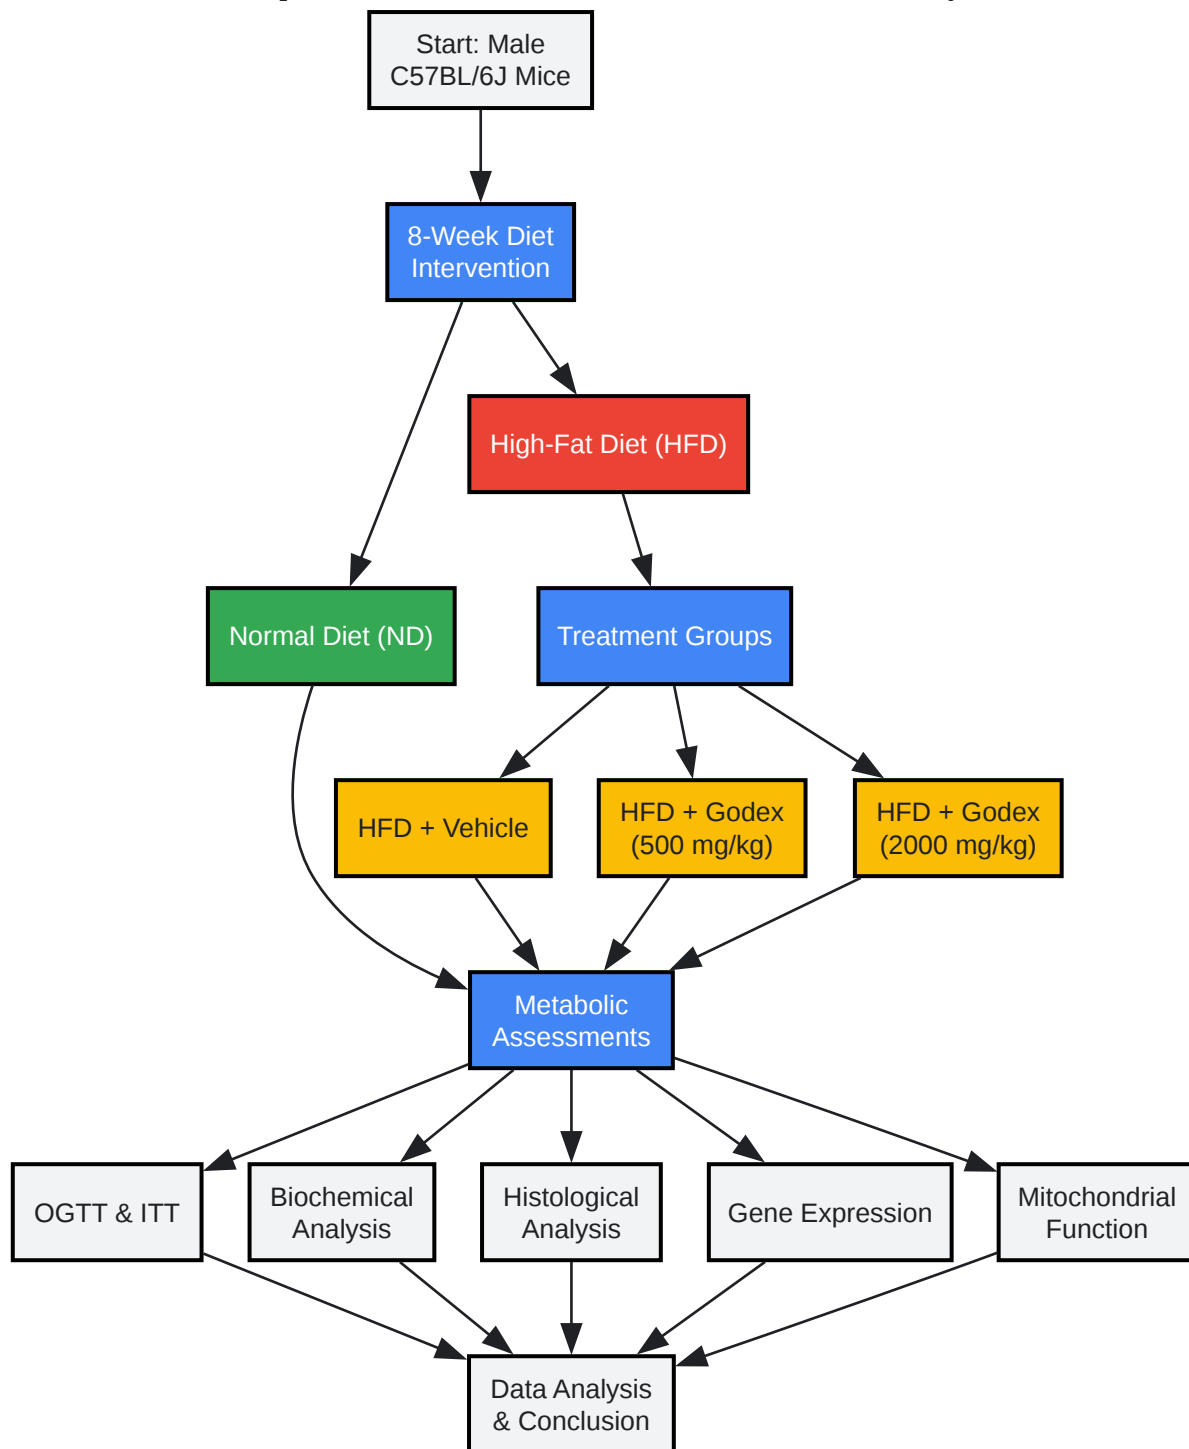 Start: Male
C57BL/6J Mice
8-Week Diet
Intervention
High-Fat Diet (HFD)
Normal Diet (ND)
Treatment Groups
HFD + Vehicle
HFD + Godex
(500 mg/kg)
HFD + Godex
(2000 mg/kg)
Metabolic
Assessments
OGTT & ITT
Biochemical
Analysis
Histological
Analysis
Gene Expression
Mitochondrial
Function
Data Analysis
& Conclusion